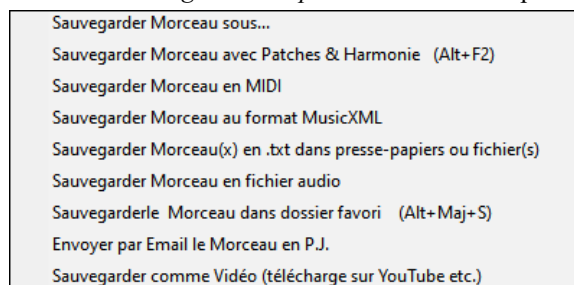 Sauvegarder Morceau sous...
Sauvegarder Morceau avec Patches & Harmonie (Alt+F2)
Sauvegarder Morceau en MIDI
Sauvegarder Morceau au format MusicXML
Sauvegarder Morceau(x) en .txt dans presse-papiers ou fichier(s)
Sauvegarder Morceau en fichier audio
Sauvegarderle Morceau dans dossier favori (Alt+Maj+S)
Envoyer par Email le Morceau en P.J.
Sauvegarder comme Vidéo (télécharge sur YouTube etc.)